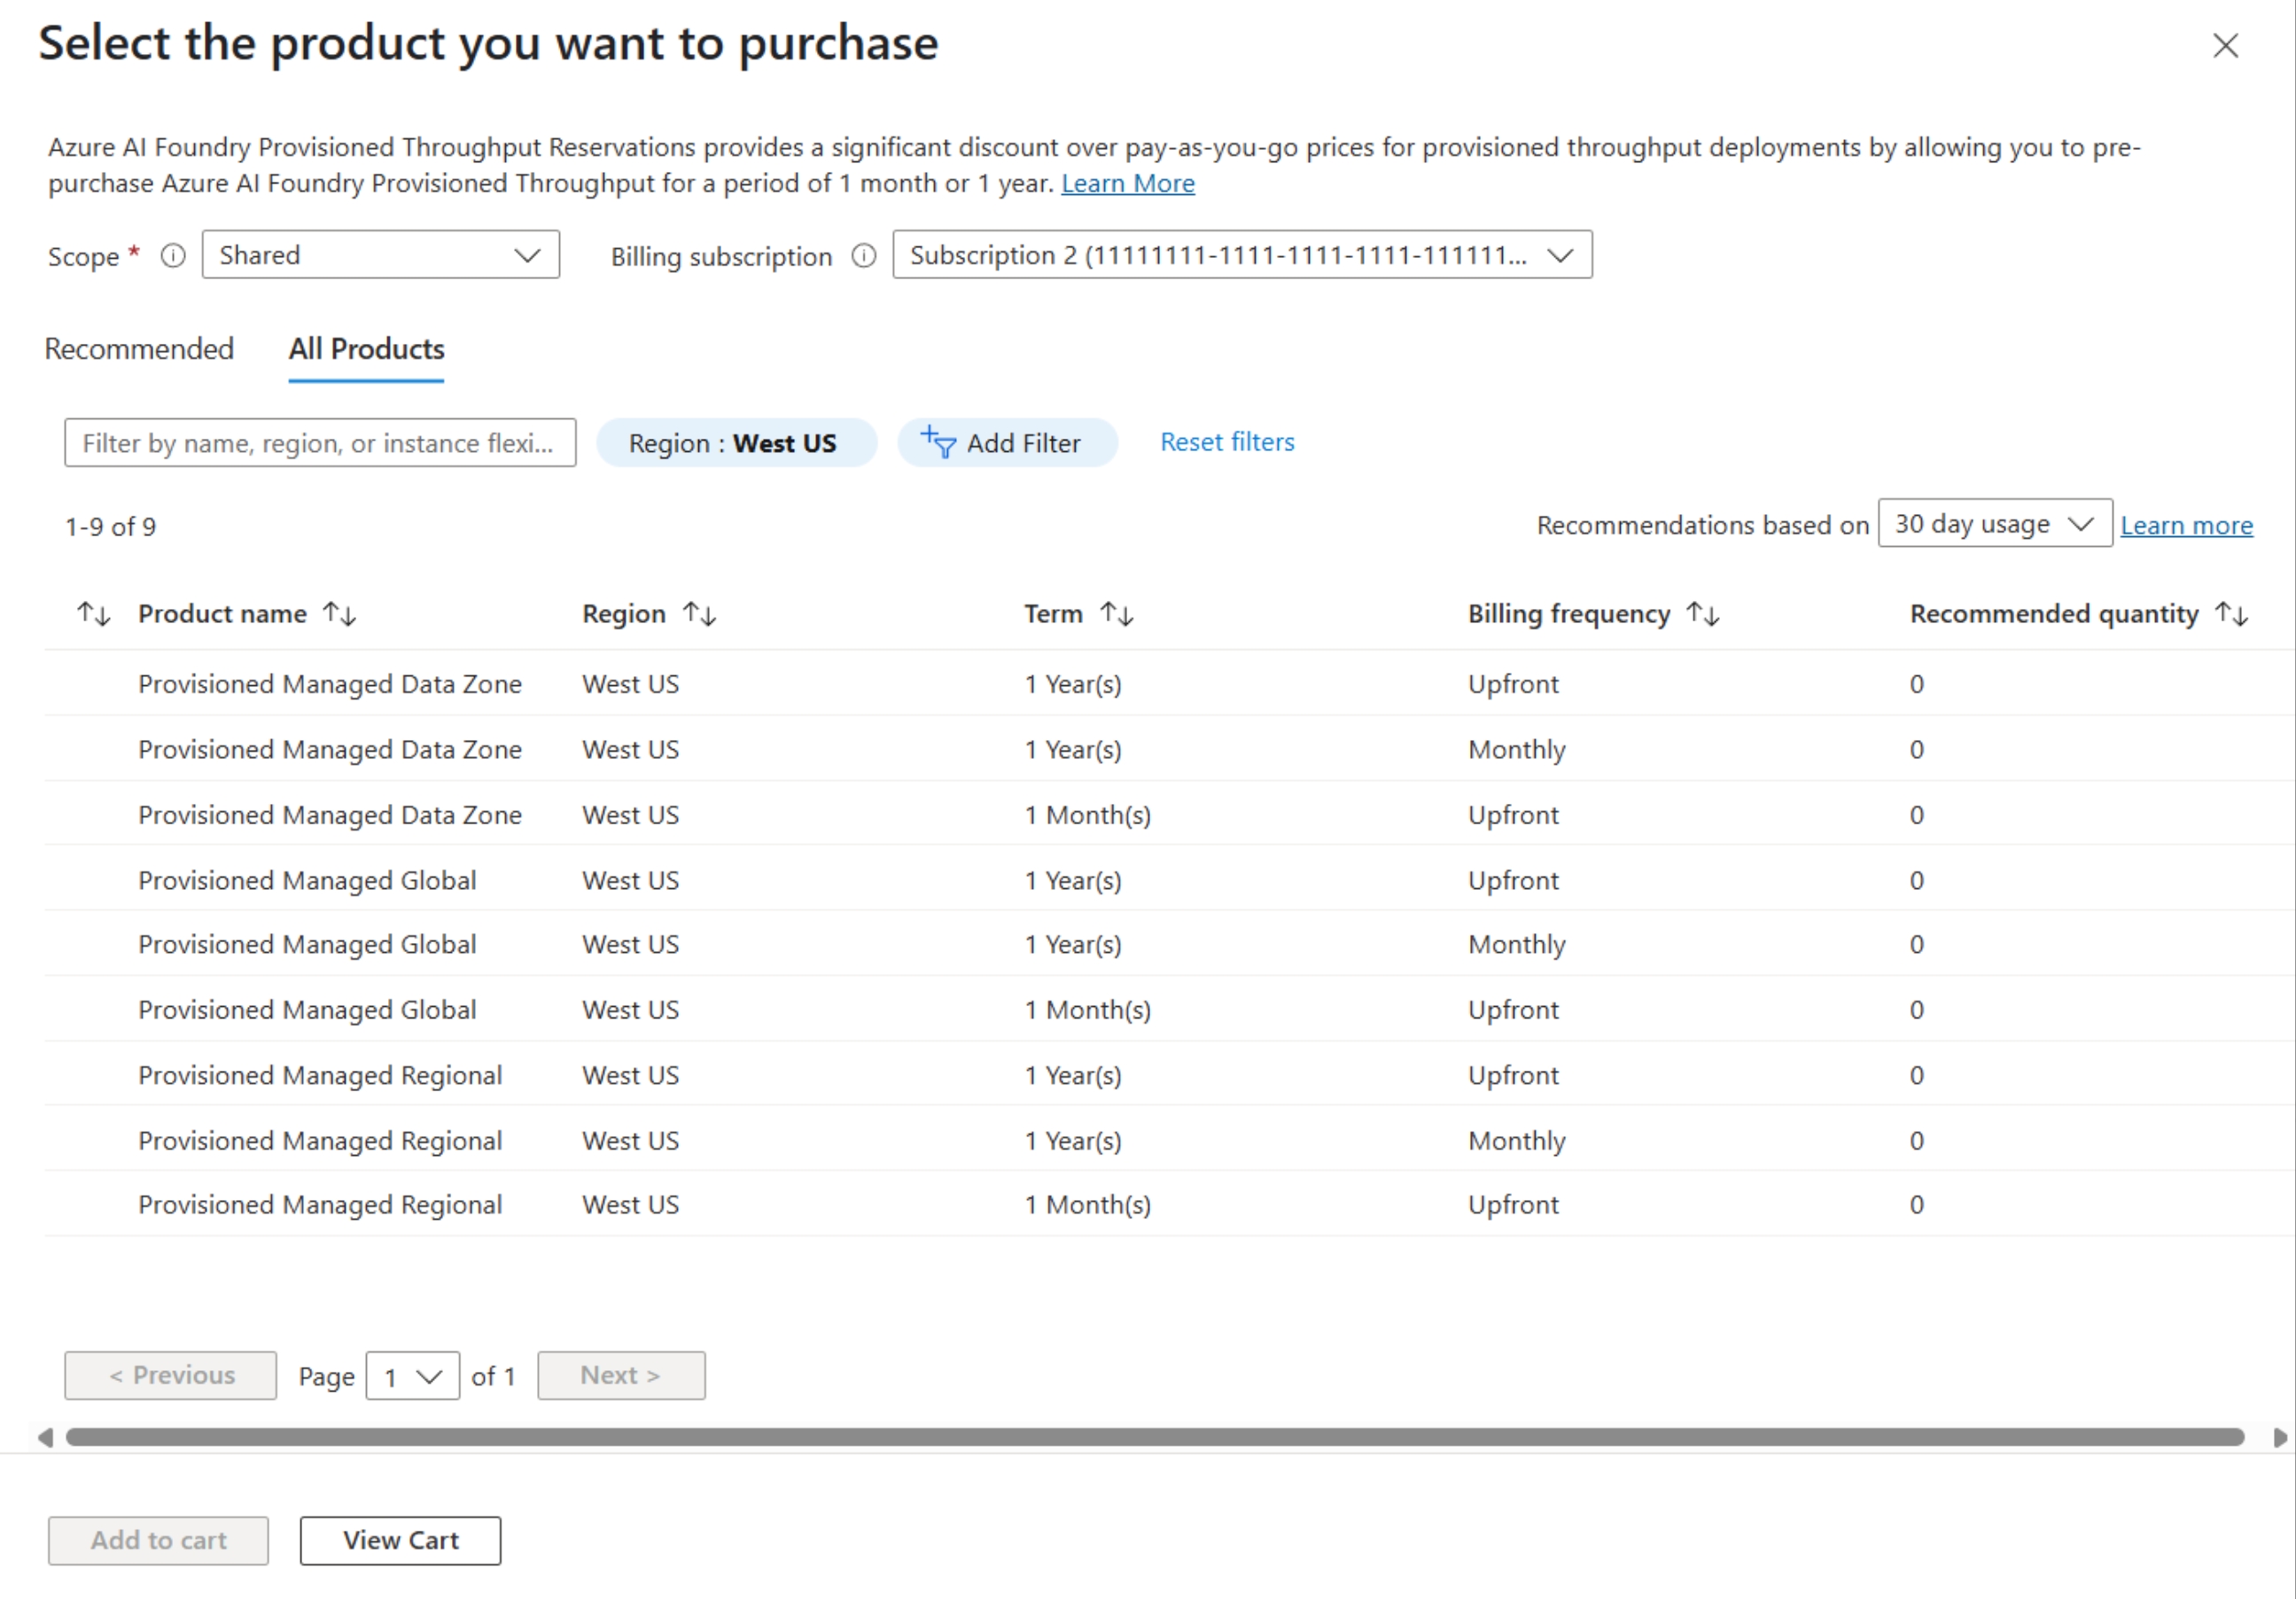 Select the product you want to purchase
Azure AI Foundry Provisioned Throughput Reservations provides a significant discount over pay-as-you-go prices for provisioned throughput deployments by allowing you to pre-
purchase Azure AI Foundry Provisioned Throughput for a period of 1 month or 1 year. Learn More
Scope * Shared Billing subscription Subscription 2 (11111111-1111-1111-1111-111111...
Recommended All Products
Filter by name, region, or instance flexi... Region : West US Add Filter Reset filters
1-9 of 9 Recommendations based on 30 day usage Learn more
Product name Region Term Billing frequency Recommended quantity
Provisioned Managed Data Zone West US 1 Year(s) Upfront 0
Provisioned Managed Data Zone West US 1 Year(s) Monthly 0
Provisioned Managed Data Zone West US 1 Month(s) Upfront 0
Provisioned Managed Global West US 1 Year(s) Upfront 0
Provisioned Managed Global West US 1 Year(s) Monthly 0
Provisioned Managed Global West US 1 Month(s) Upfront 0
Provisioned Managed Regional West US 1 Year(s) Upfront 0
Provisioned Managed Regional West US 1 Year(s) Monthly 0
Provisioned Managed Regional West US 1 Month(s) Upfront 0
< Previous Page 1 of 1 Next >
Add to cart View Cart